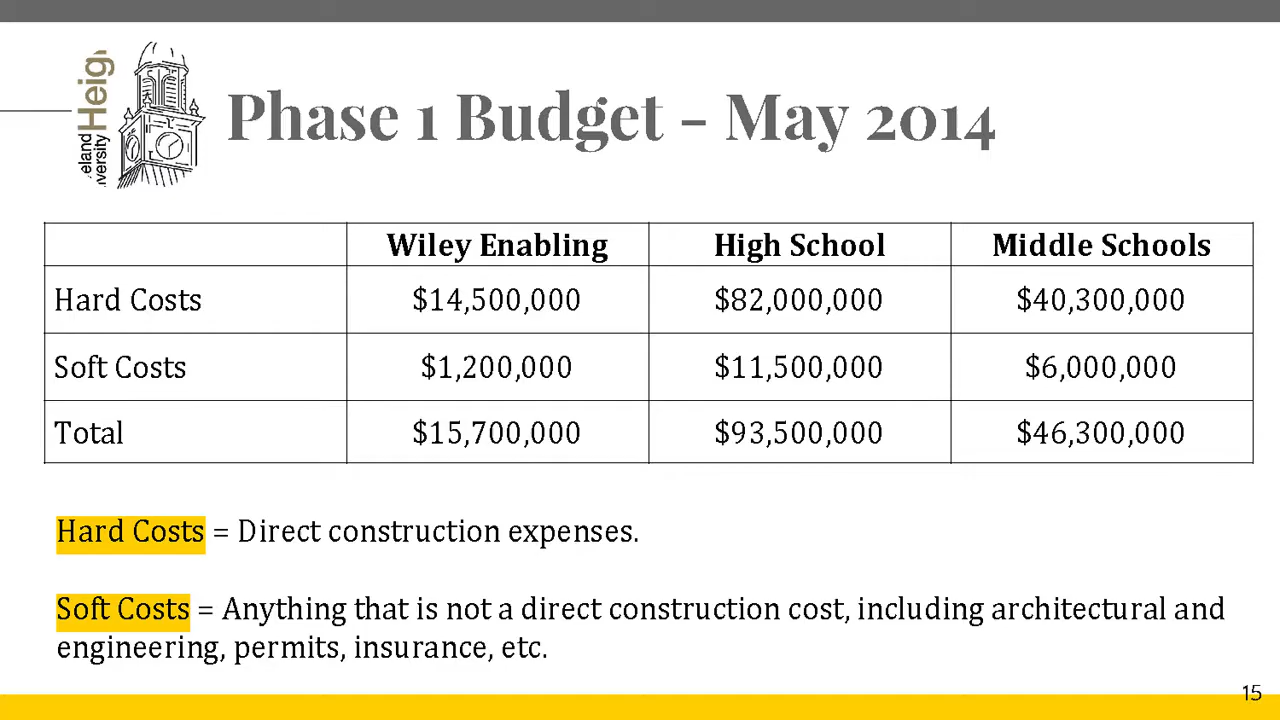 Heig
eland
versity
Phase 1 Budget - May 2014
Wiley Enabling High School Middle Schools
Hard Costs $14,500,000 $82,000,000 $40,300,000
Soft Costs $1,200,000 $11,500,000 $6,000,000
Total $15,700,000 $93,500,000 $46,300,000
Hard Costs = Direct construction expenses.
Soft Costs = Anything that is not a direct construction cost, including architectural and
engineering, permits, insurance, etc.
15